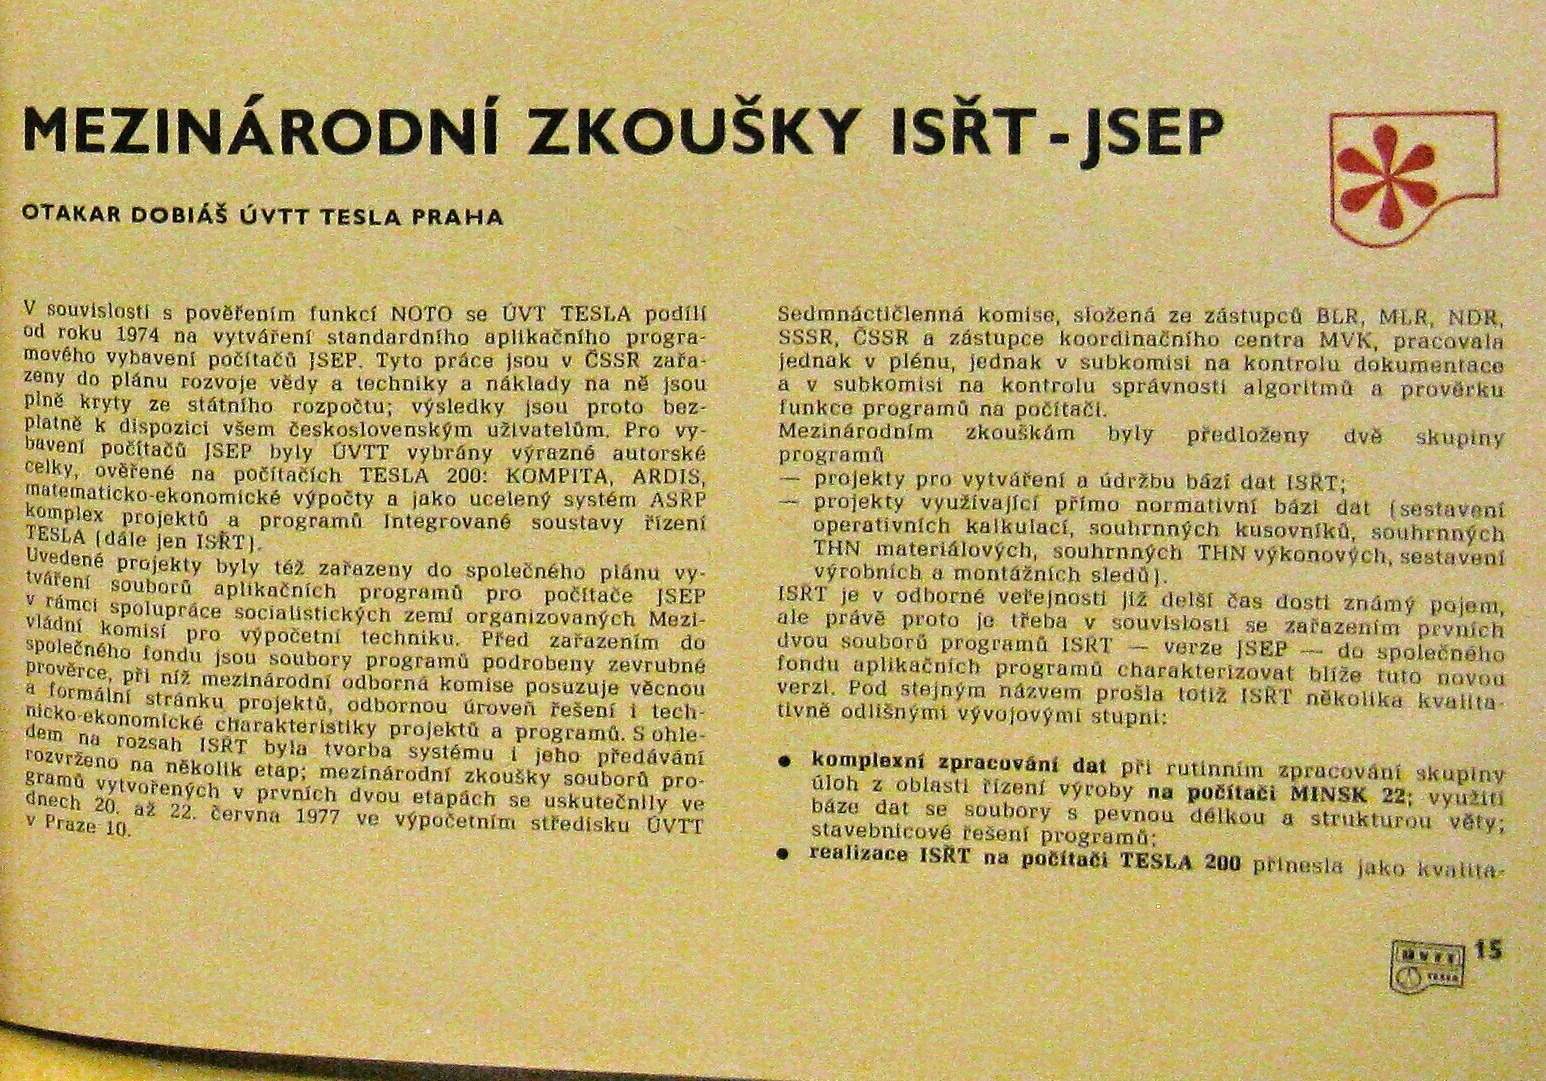 MEZINÁRODNÍ ZKOUŠKY ISŘT - JSEP
OTAKAR DOBIÁŠ ÚVTT TESLA PRAHA
V souvislosti s pověřením funkcí NOTO se ÚVT TESLA podílí
od roku 1974 na vytváření standardního aplikačního progra-
mového vybavení počítačů JSEP. Tyto práce jsou v ČSSR zařa-
zeny do plánu rozvoje vědy a techniky a náklady na ně jsou
plně kryty ze státního rozpočtu; výsledky jsou proto bez-
platně k dispozici všem československým uživatelům. Pro vy-
bavení počítačů JSEP byly ÚVTT vybrány výrazné autorské
celky, ověřené na počítačích TESLA 200: KOMPITA, ARDIS,
matematicko-ekonomické výpočty a jako ucelený systém ASŘP
komplex projektů a programů Integrované soustavy řízení
TESLA (dále jen ISŘT).
Uvedené projekty byly též zařazeny do společného plánu vy-
tváření souborů aplikačních programů pro počítače JSEP
v rámci spolupráce socialistických zemí organizovaných Mezi-
vládní komisí pro výpočetní techniku. Před zařazením do
společného fondu jsou soubory programů podrobeny zevrubné
prověrce, při níž mezinárodní odborná komise posuzuje věcnou
a formální stránku projektů, odbornou úroveň řešení i tech-
nicko-ekonomické charakteristiky projektů a programů. S ohle-
dem na rozsah ISŘT byla tvorba systému i jeho předávání
rozvrženo na několik etap; mezinárodní zkoušky souborů pro-
gramů vytvořených v prvních dvou etapách se uskutečnily ve
dnech 20. až 22. června 1977 ve výpočetním středisku ÚVTT
v Praze 10.
Sedmnáctičlenná komise, složená ze zástupců BLR, MLR, NDR,
SSSR, ČSSR a zástupce koordinačního centra MVK, pracovala
jednak v plénu, jednak v subkomisi na kontrolu dokumentace
a v subkomisi na kontrolu správnosti algoritmů a prověrku
funkce programů na počítači.
Mezinárodním zkouškám byly předloženy dvě skupiny
programů
— projekty pro vytváření a údržbu bází dat ISŘT;
— projekty využívající přímo normativní bázi dat (sestavení
operativních kalkulací, souhrnných kusovníků, souhrnných
THN materiálových, souhrnných THN výkonových, sestavení
výrobních a montážních sledů).
ISŘT je v odborné veřejnosti již delší čas dosti známý pojem,
ale právě proto je třeba v souvislosti se zařazením prvních
dvou souborů programů ISŘT — verze JSEP — do společného
fondu aplikačních programů charakterizovat blíže tuto novou
verzi. Pod stejným názvem prošla totiž ISŘT několika kvalita-
tivně odlišnými vývojovými stupni:
● komplexní zpracování dat při rutinním zpracování skupiny
úloh z oblasti řízení výroby na počítači MINSK 22; využití
báze dat se soubory s pevnou délkou a strukturou věty;
stavebnicové řešení programů;
● realizace ISŘT na počítači TESLA 200 přinesla jako kvalita-
ÚVTT
TESLA
15